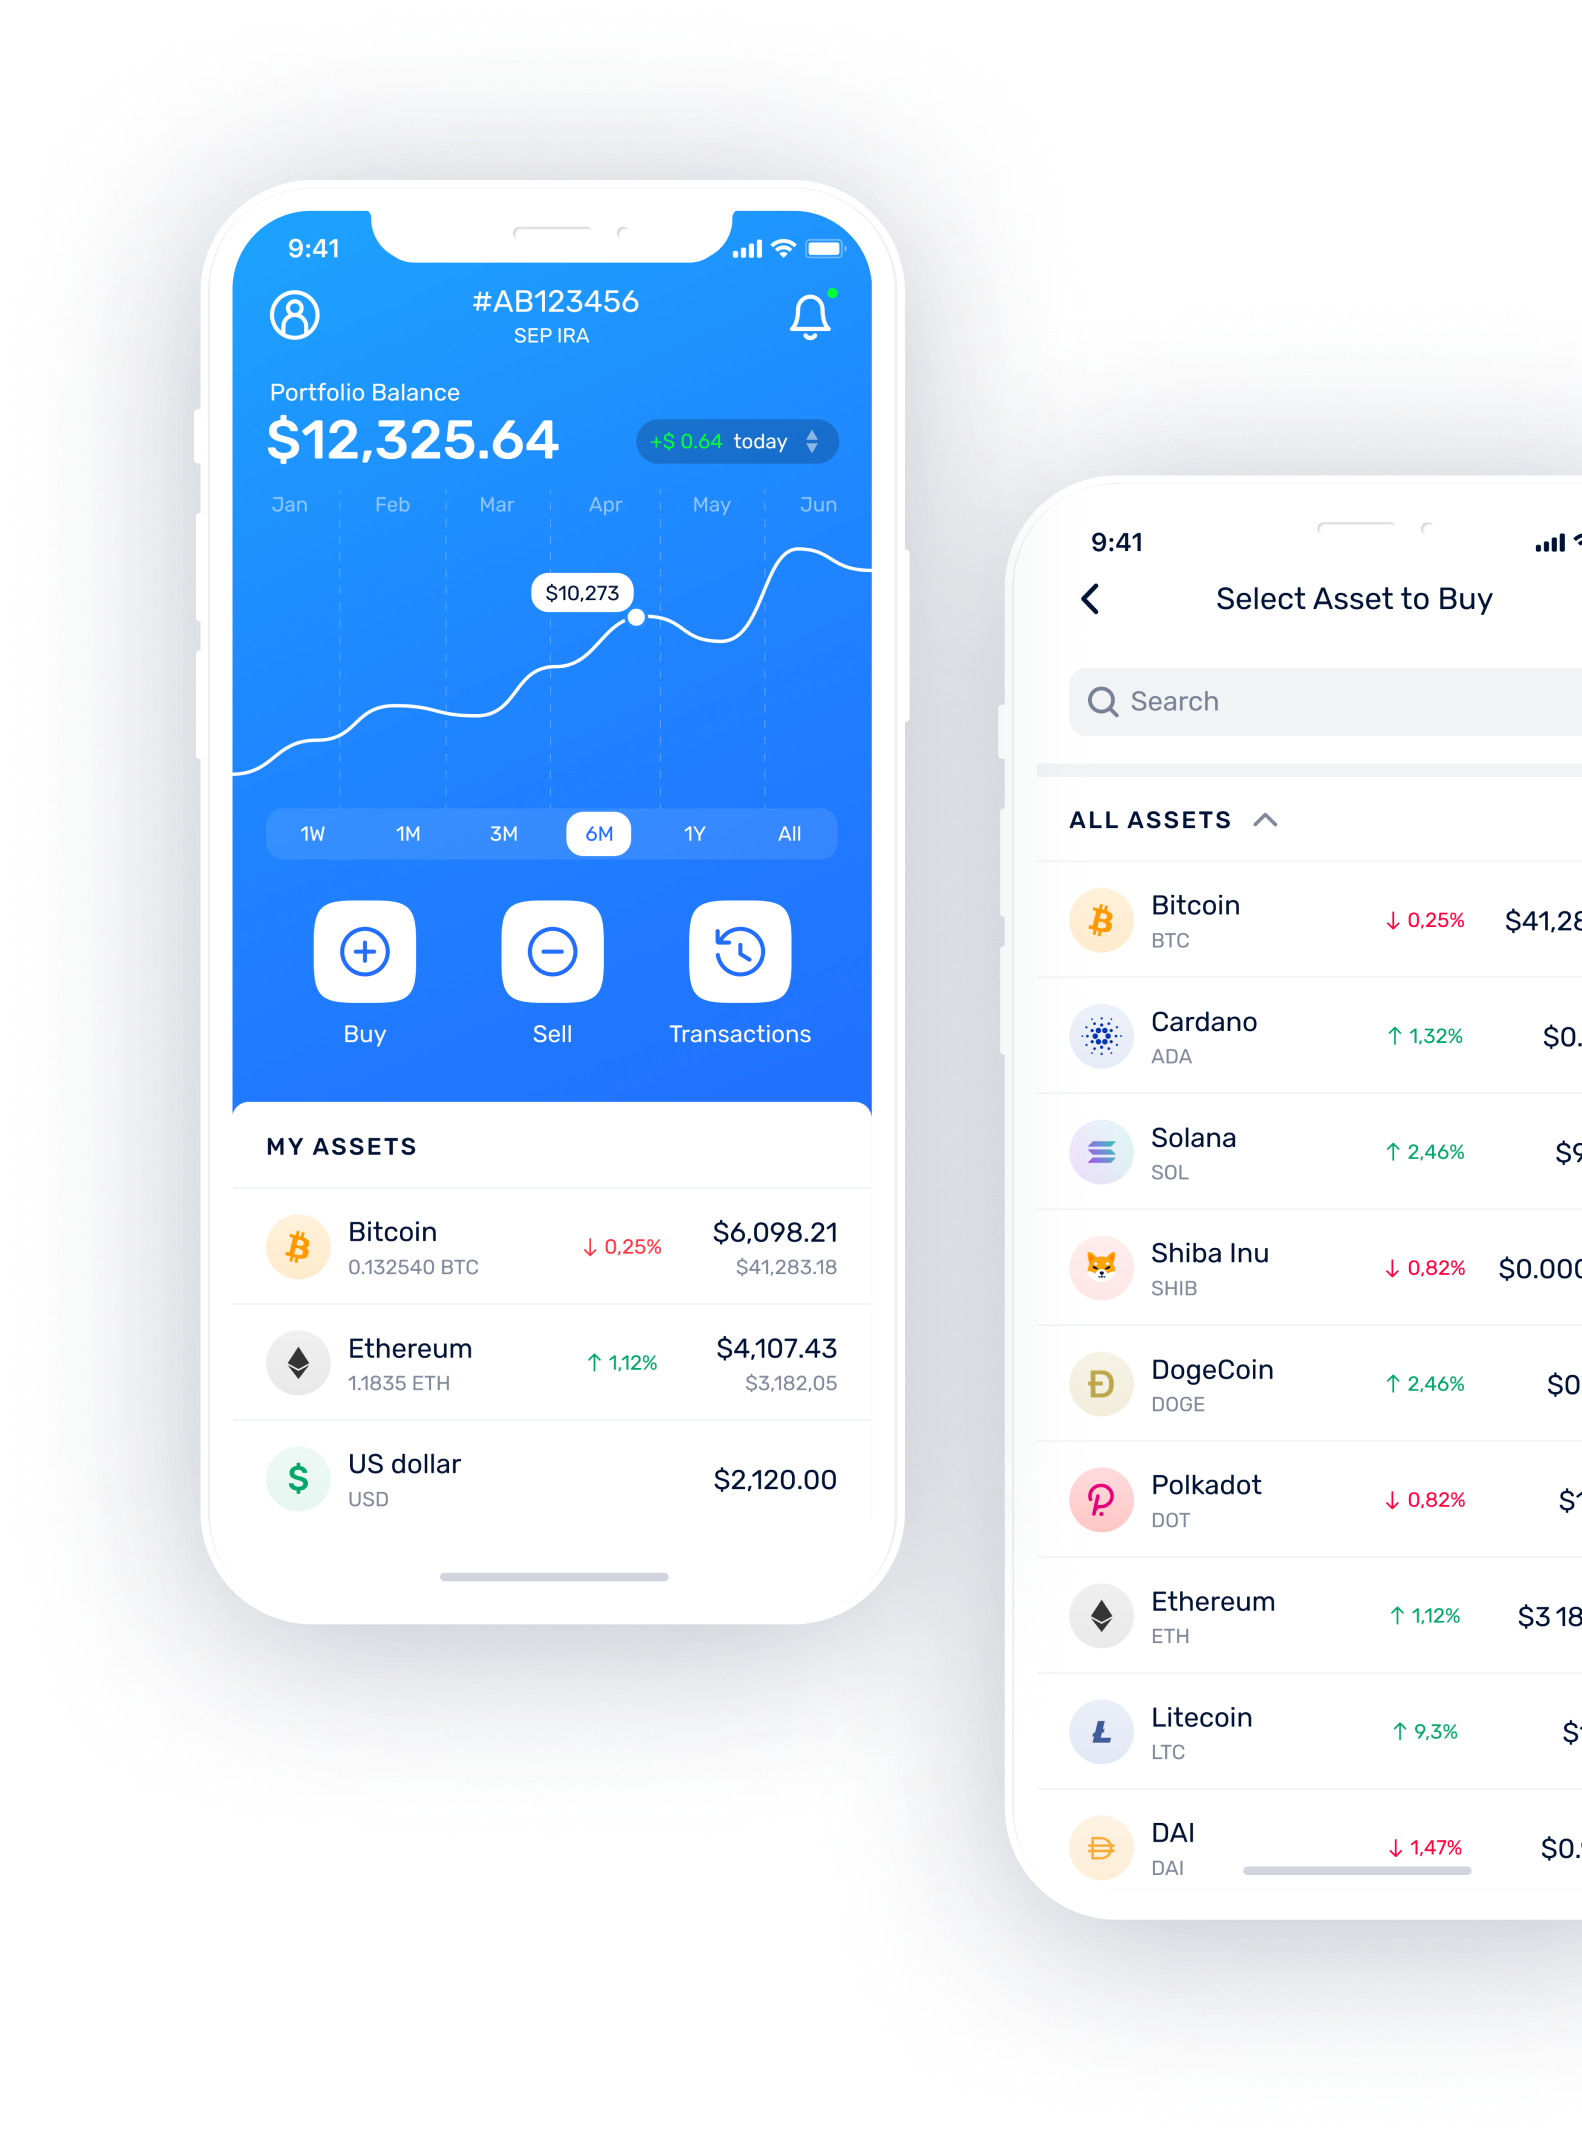 9:41
#AB123456
SEP IRA
Portfolio Balance
$12,325.64
+$ 0.64 today
Jan Feb Mar Apr May Jun
$10,273
1W 1M 3M 6M 1Y All
Buy Sell Transactions
MY ASSETS
Bitcoin
0.132540 BTC
↓ 0,25%
$6,098.21
$41,283.18
Ethereum
1.1835 ETH
↑ 1,12%
$4,107.43
$3,182,05
US dollar
USD
$2,120.00
9:41
Select Asset to Buy
Search
ALL ASSETS
Bitcoin
BTC
↓ 0,25%
$41,28
Cardano
ADA
↑ 1,32%
$0.
Solana
SOL
↑ 2,46%
$9
Shiba Inu
SHIB
↓ 0,82%
$0.000
DogeCoin
DOGE
↑ 2,46%
$0
Polkadot
DOT
↓ 0,82%
$1
Ethereum
ETH
↑ 1,12%
$3 18
Litecoin
LTC
↑ 9,3%
$1
DAI
DAI
↓ 1,47%
$0.